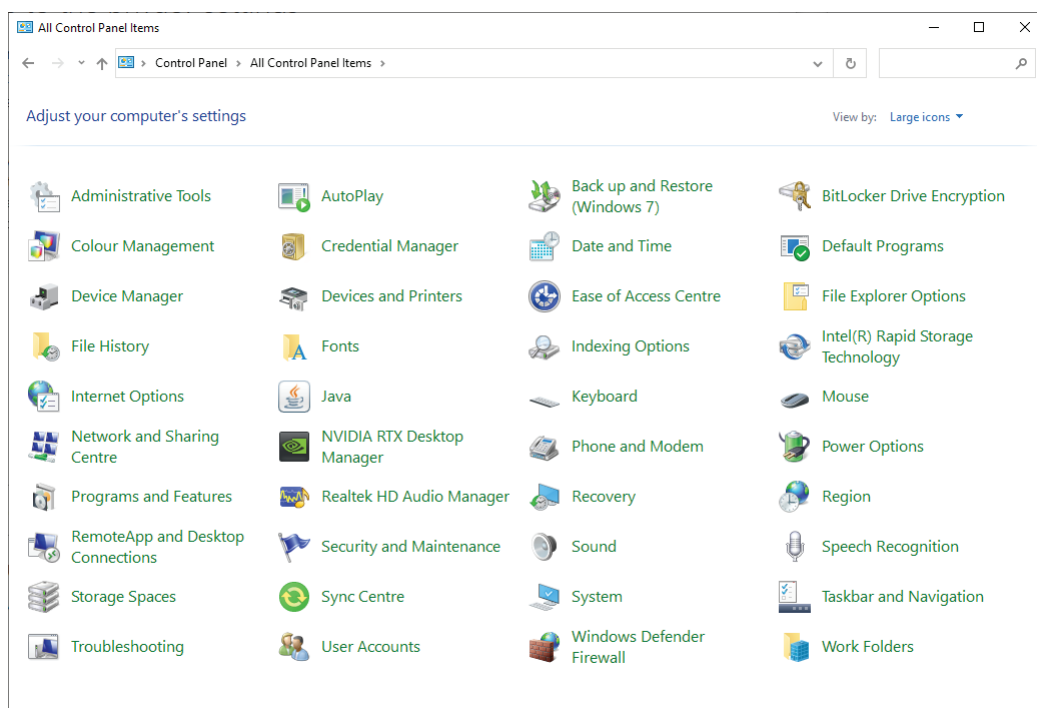 All Control Panel Items
Control Panel > All Control Panel Items >
Adjust your computer's settings
View by: Large icons
Administrative Tools
AutoPlay
Back up and Restore
(Windows 7)
BitLocker Drive Encryption
Colour Management
Credential Manager
Date and Time
Default Programs
Device Manager
Devices and Printers
Ease of Access Centre
File Explorer Options
File History
Fonts
Indexing Options
Intel(R) Rapid Storage
Technology
Internet Options
Java
Keyboard
Mouse
Network and Sharing
Centre
NVIDIA RTX Desktop
Manager
Phone and Modem
Power Options
Programs and Features
Realtek HD Audio Manager
Recovery
Region
RemoteApp and Desktop
Connections
Security and Maintenance
Sound
Speech Recognition
Storage Spaces
Sync Centre
System
Taskbar and Navigation
Troubleshooting
User Accounts
Windows Defender
Firewall
Work Folders